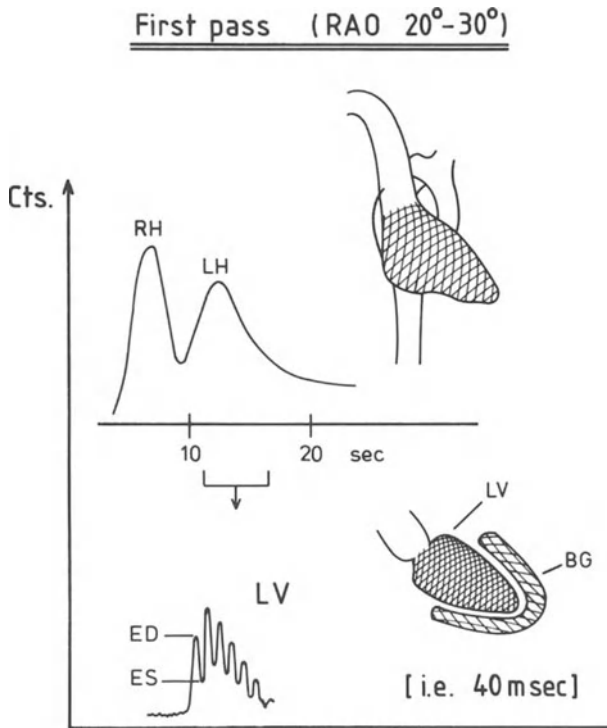 First pass (RAO 20°-30°)
Cts.
RH
LH
10
20
sec
LV
BG
LV
ED
ES
[i.e. 40 msec]